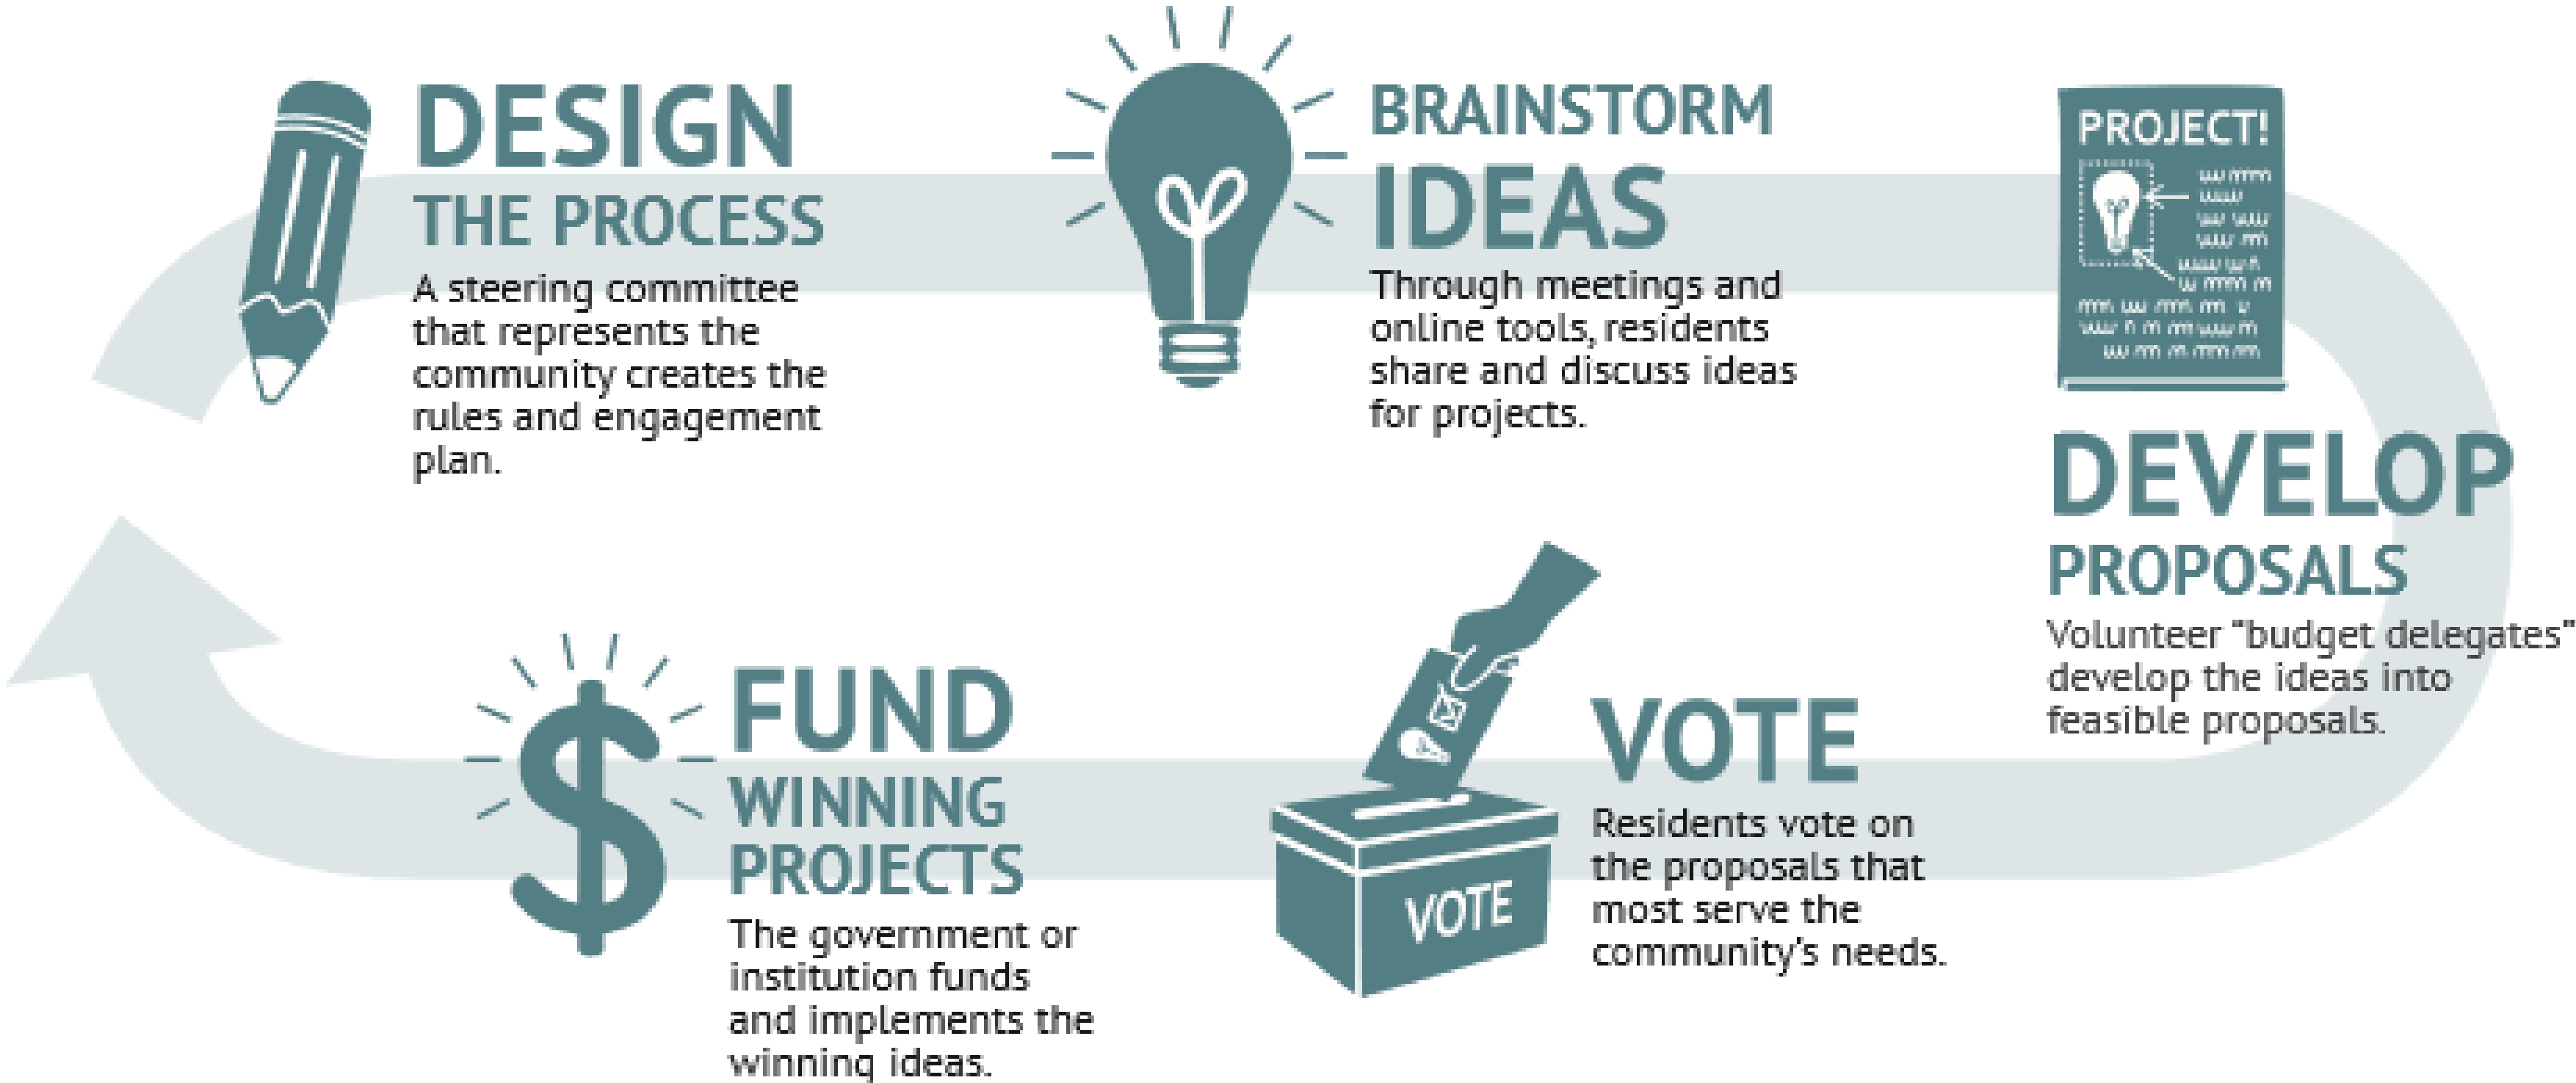 DESIGN
THE PROCESS
A steering committee
that represents the
community creates the
rules and engagement
plan.
BRAINSTORM
IDEAS
Through meetings and
online tools, residents
share and discuss ideas
for projects.
PROJECT!
DEVELOP
PROPOSALS
Volunteer "budget delegates"
develop the ideas into
feasible proposals.
VOTE
Residents vote on
the proposals that
most serve the
community's needs.
VOTE
FUND
WINNING
PROJECTS
The government or
institution funds
and implements the
winning ideas.